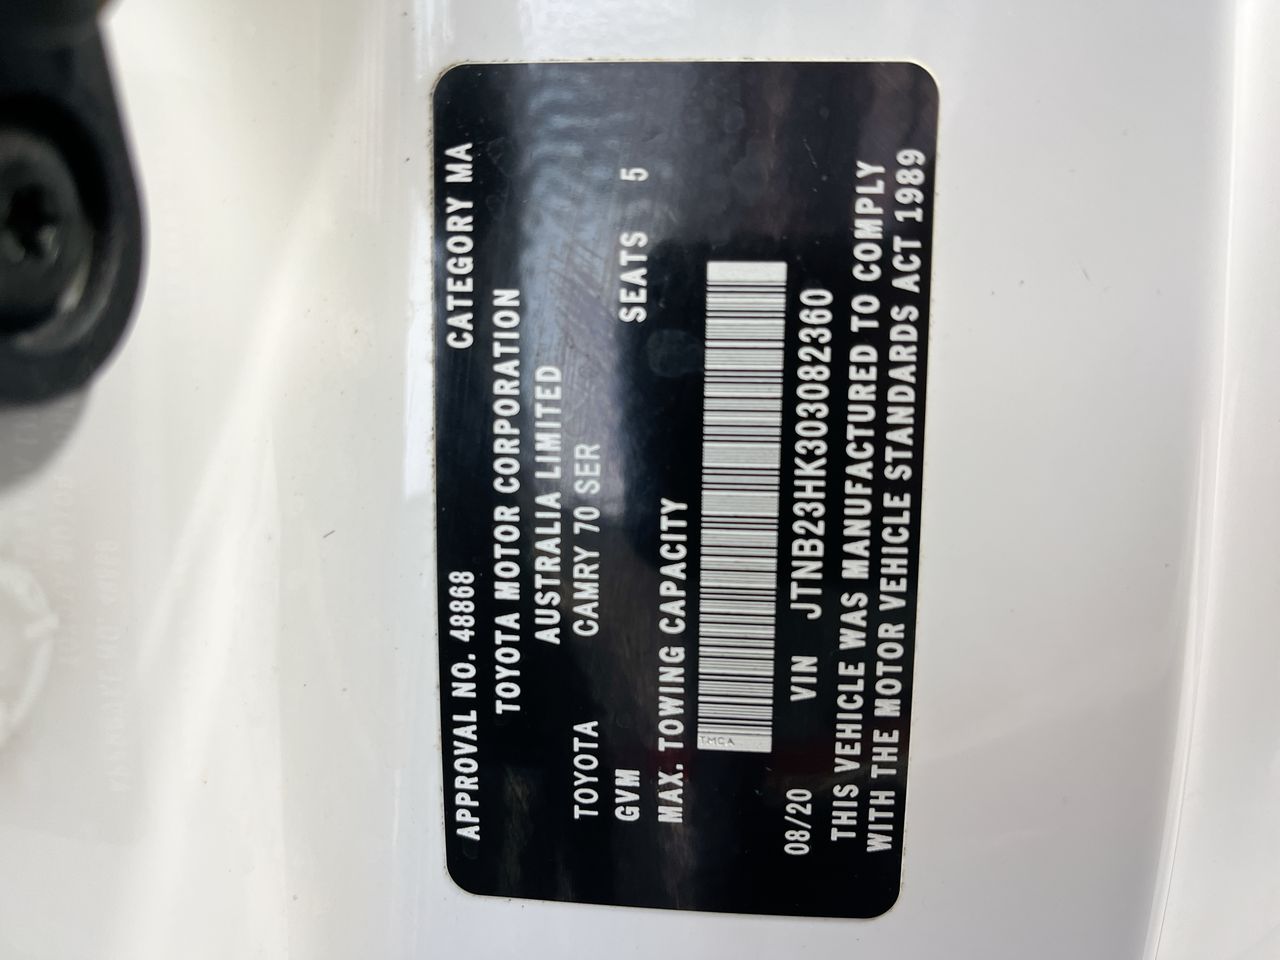 APPROVAL NO. 48868 CATEGORY MA
TOYOTA MOTOR CORPORATION
AUSTRALIA LIMITED
TOYOTA CAMRY 70 SER
GVM SEATS 5
MAX. TOWING CAPACITY
TMCA
08/20 VIN JTNB23HK303082360
THIS VEHICLE WAS MANUFACTURED TO COMPLY
WITH THE MOTOR VEHICLE STANDARDS ACT 1989